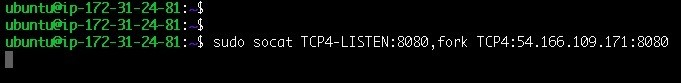 ubuntu@ip-172-31-24-81:~$
ubuntu@ip-172-31-24-81:~$
ubuntu@ip-172-31-24-81:~$ sudo socat TCP4-LISTEN:8080,fork TCP4:54.166.109.171:8080